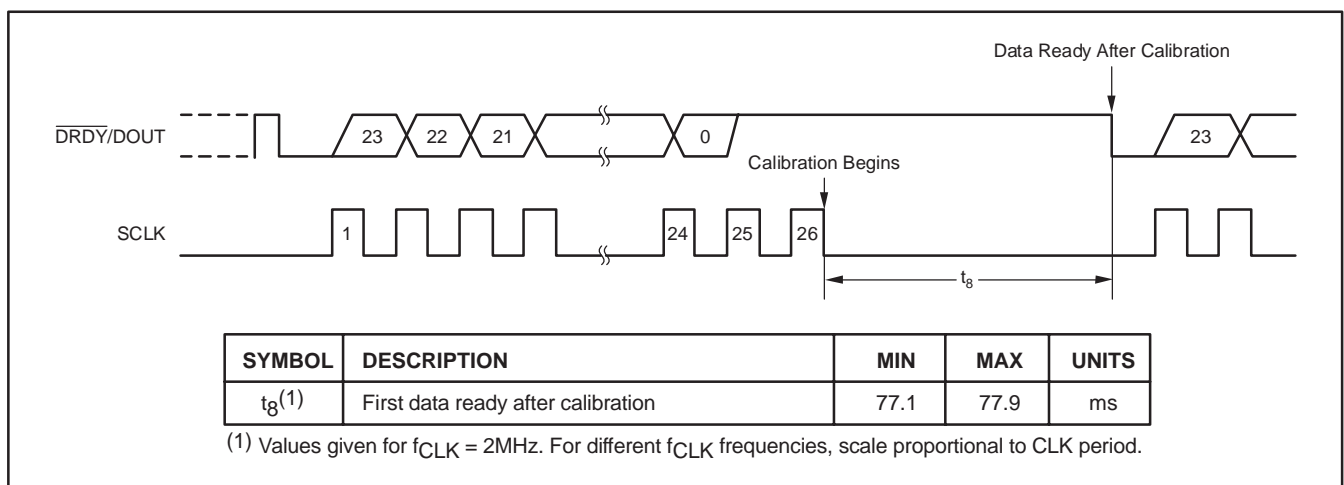 Data Ready After Calibration
DRDY/DOUT
23 22 21 0 23
Calibration Begins
SCLK
1 24 25 26
t8
SYMBOL DESCRIPTION MIN MAX UNITS
t8(1) First data ready after calibration 77.1 77.9 ms
(1) Values given for fCLK = 2MHz. For different fCLK frequencies, scale proportional to CLK period.